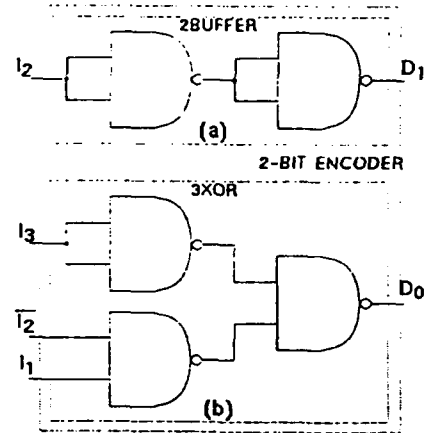 2BUFFER
I2
D1
(a)
2-BIT ENCODER
3XOR
I3
D0
I2
I1
(b)